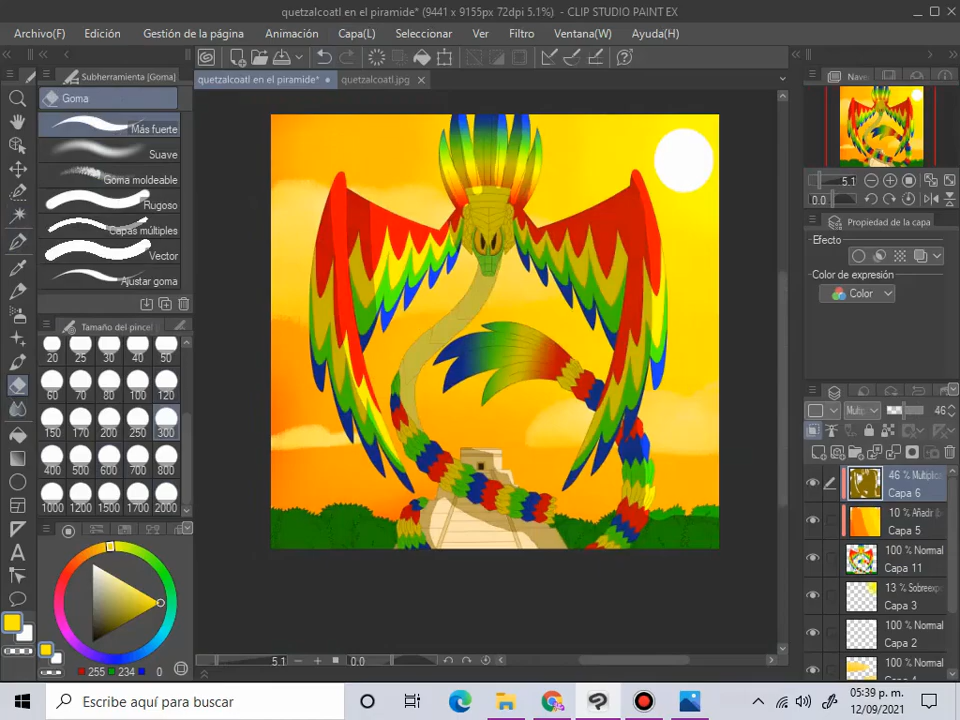 quetzalcoatl en el piramide* (9441 x 9155px 72dpi 5.1%) - CLIP STUDIO PAINT EX
Archivo(F) Edición Gestión de la página Animación Capa(L) Seleccionar Ver Filtro Ventana(W) Ayuda(H)
Subherramienta [Goma]
quetzalcoatl en el piramide*
quetzalcoatl.jpg
Nave
Goma
Más fuerte
Suave
Goma moldeable
Rugoso
Capas múltiples
Vector
Ajustar goma
Tamaño del pincel
20 25 30 40 50
60 70 80 100 120
150 170 200 250 300
400 500 600 700 800
1000 1200 1500 1700 2000
255 234 0
5.1 0.0
5.1
0.0
Propiedad de la capa
Efecto
Color de expresión
Color
46
46 % Multiplica
Capa 6
10 % Añadir (b
Capa 5
100 % Normal
Capa 11
13 % Sobreexp
Capa 3
100 % Normal
Capa 2
100 % Normal
Escribe aquí para buscar
05:39 p. m.
12/09/2021